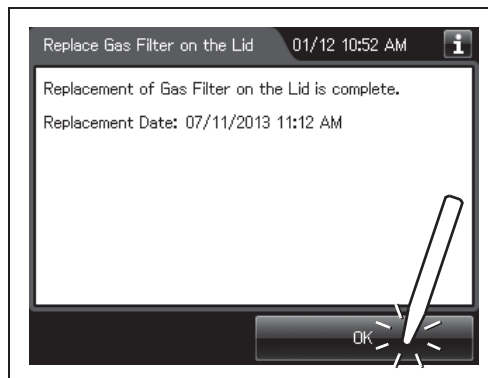 Replace Gas Filter on the Lid 01/12 10:52 AM i
Replacement of Gas Filter on the Lid is complete.
Replacement Date: 07/11/2013 11:12 AM
OK